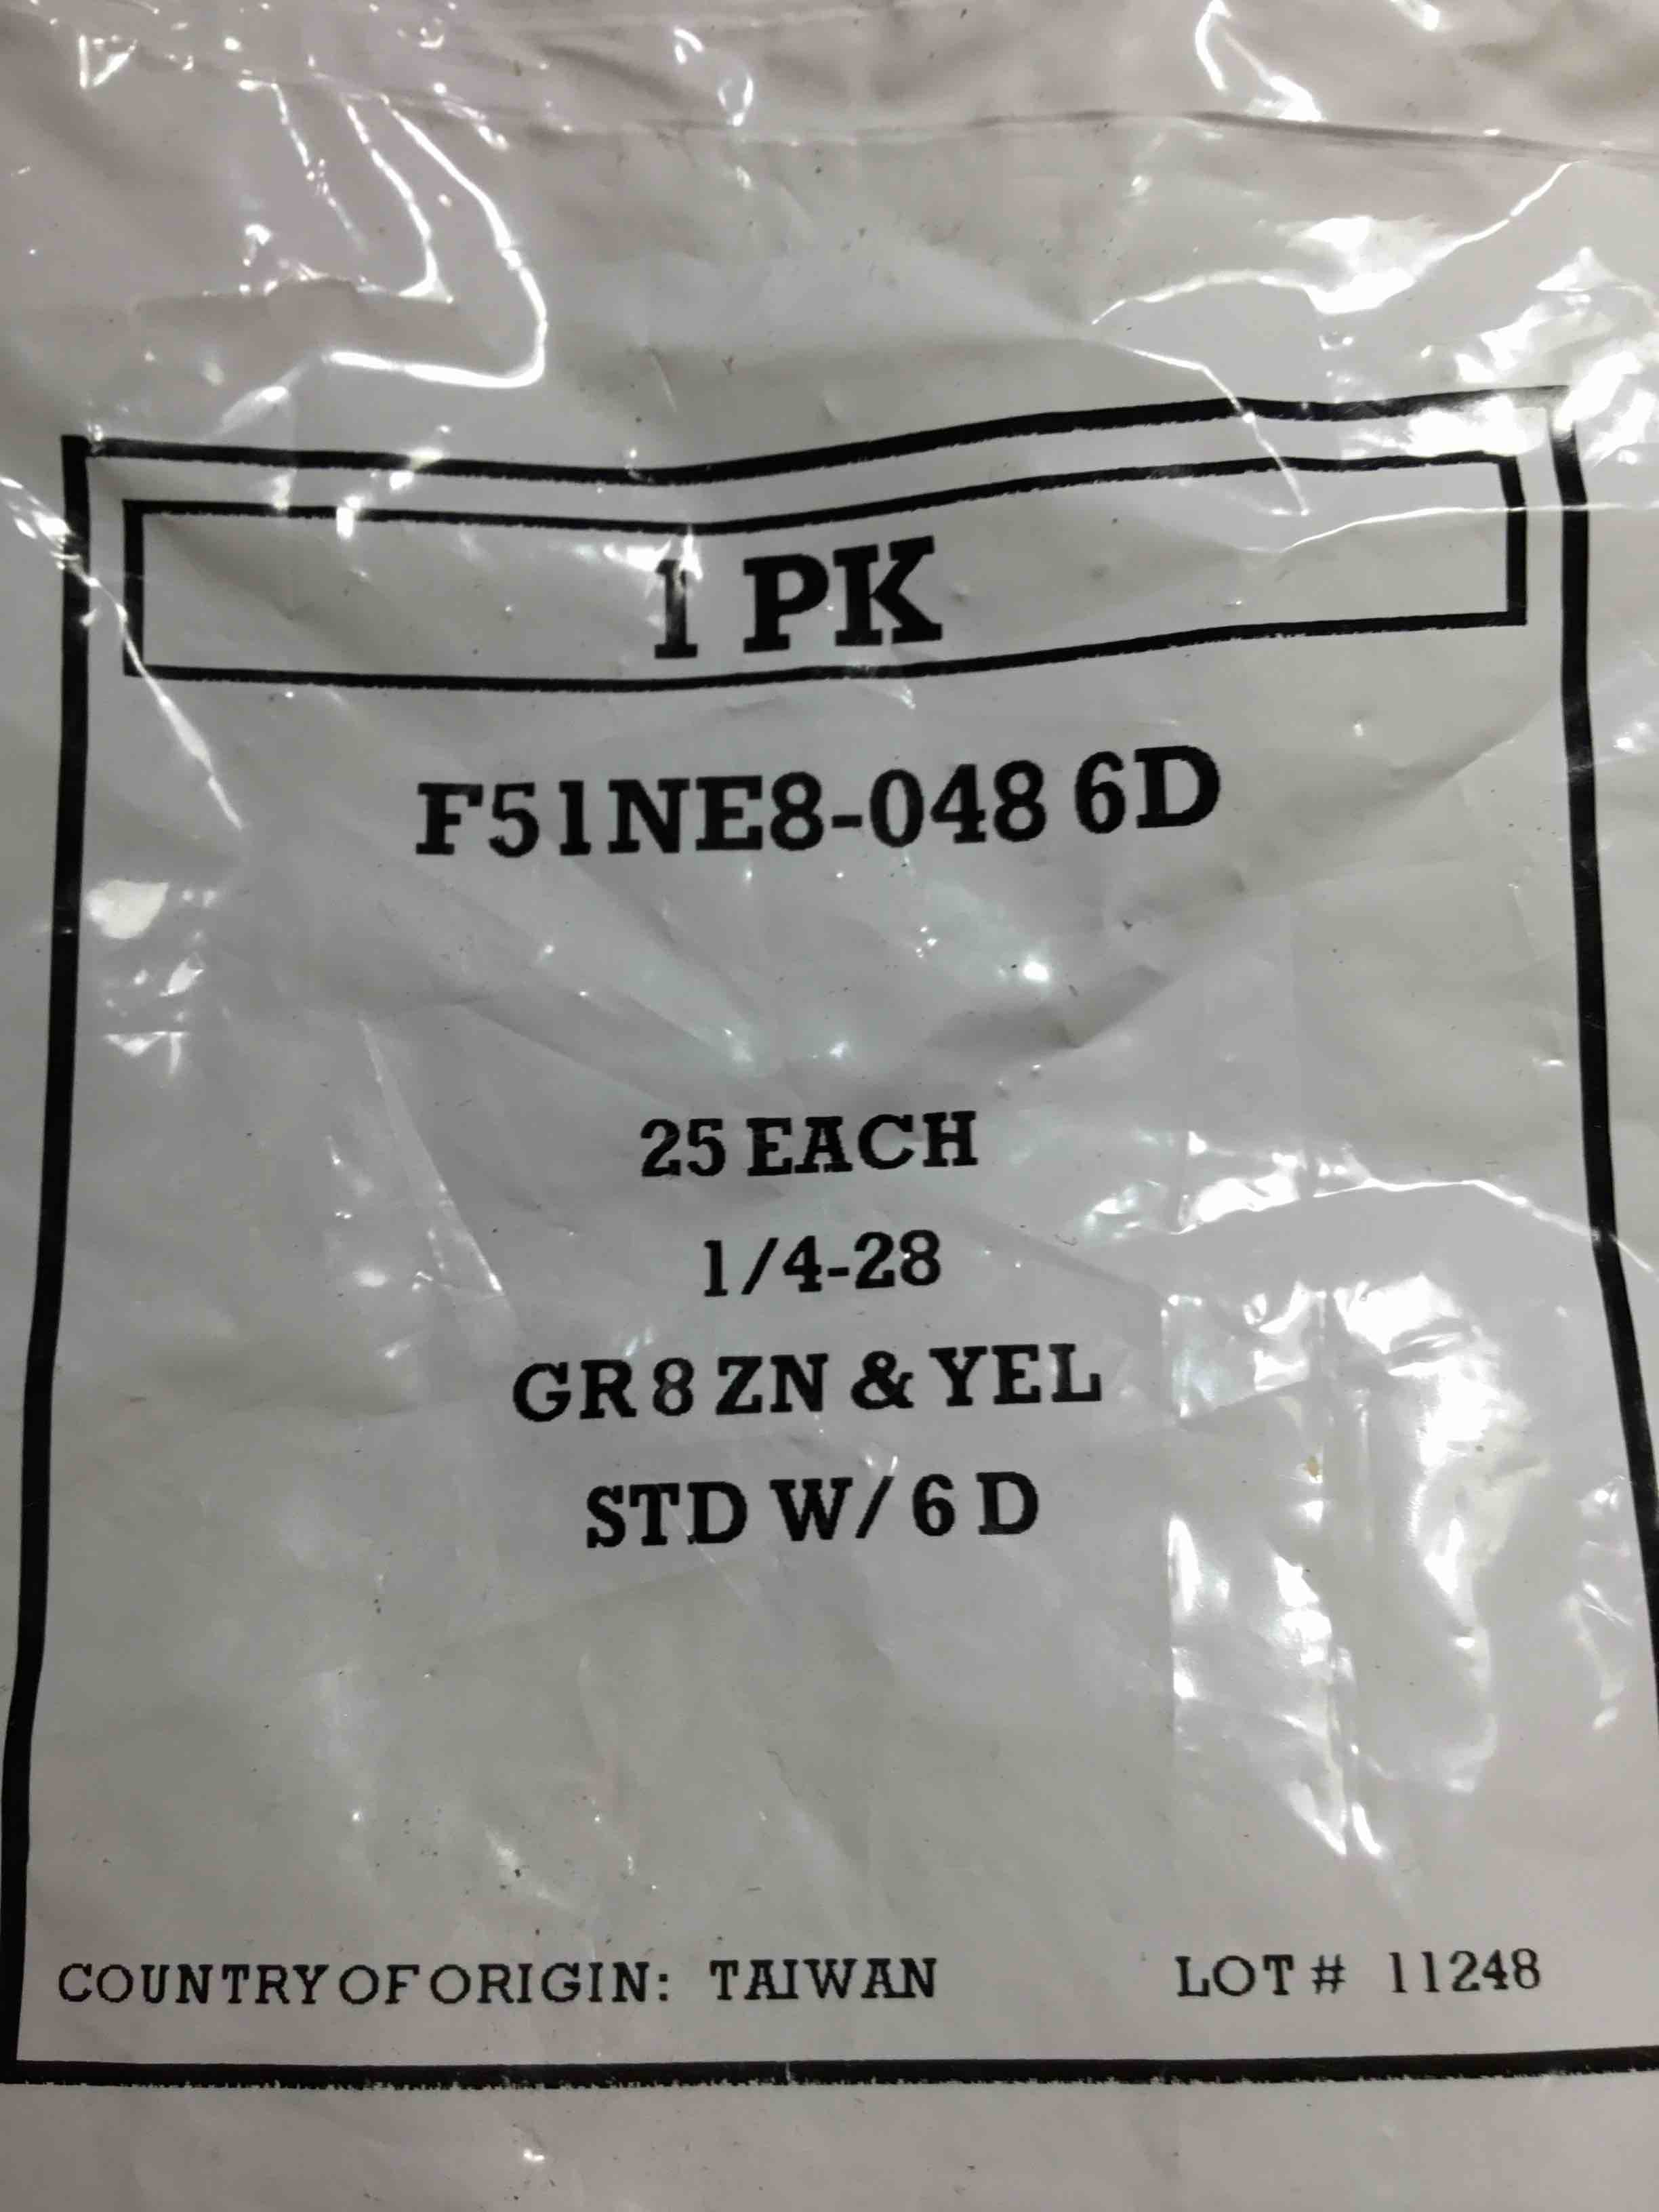 1 PK
F51NE8-048 6D
25 EACH
1/4-28
GR 8 ZN & YEL
STD W/ 6 D
COUNTRY OF ORIGIN: TAIWAN LOT # 11248